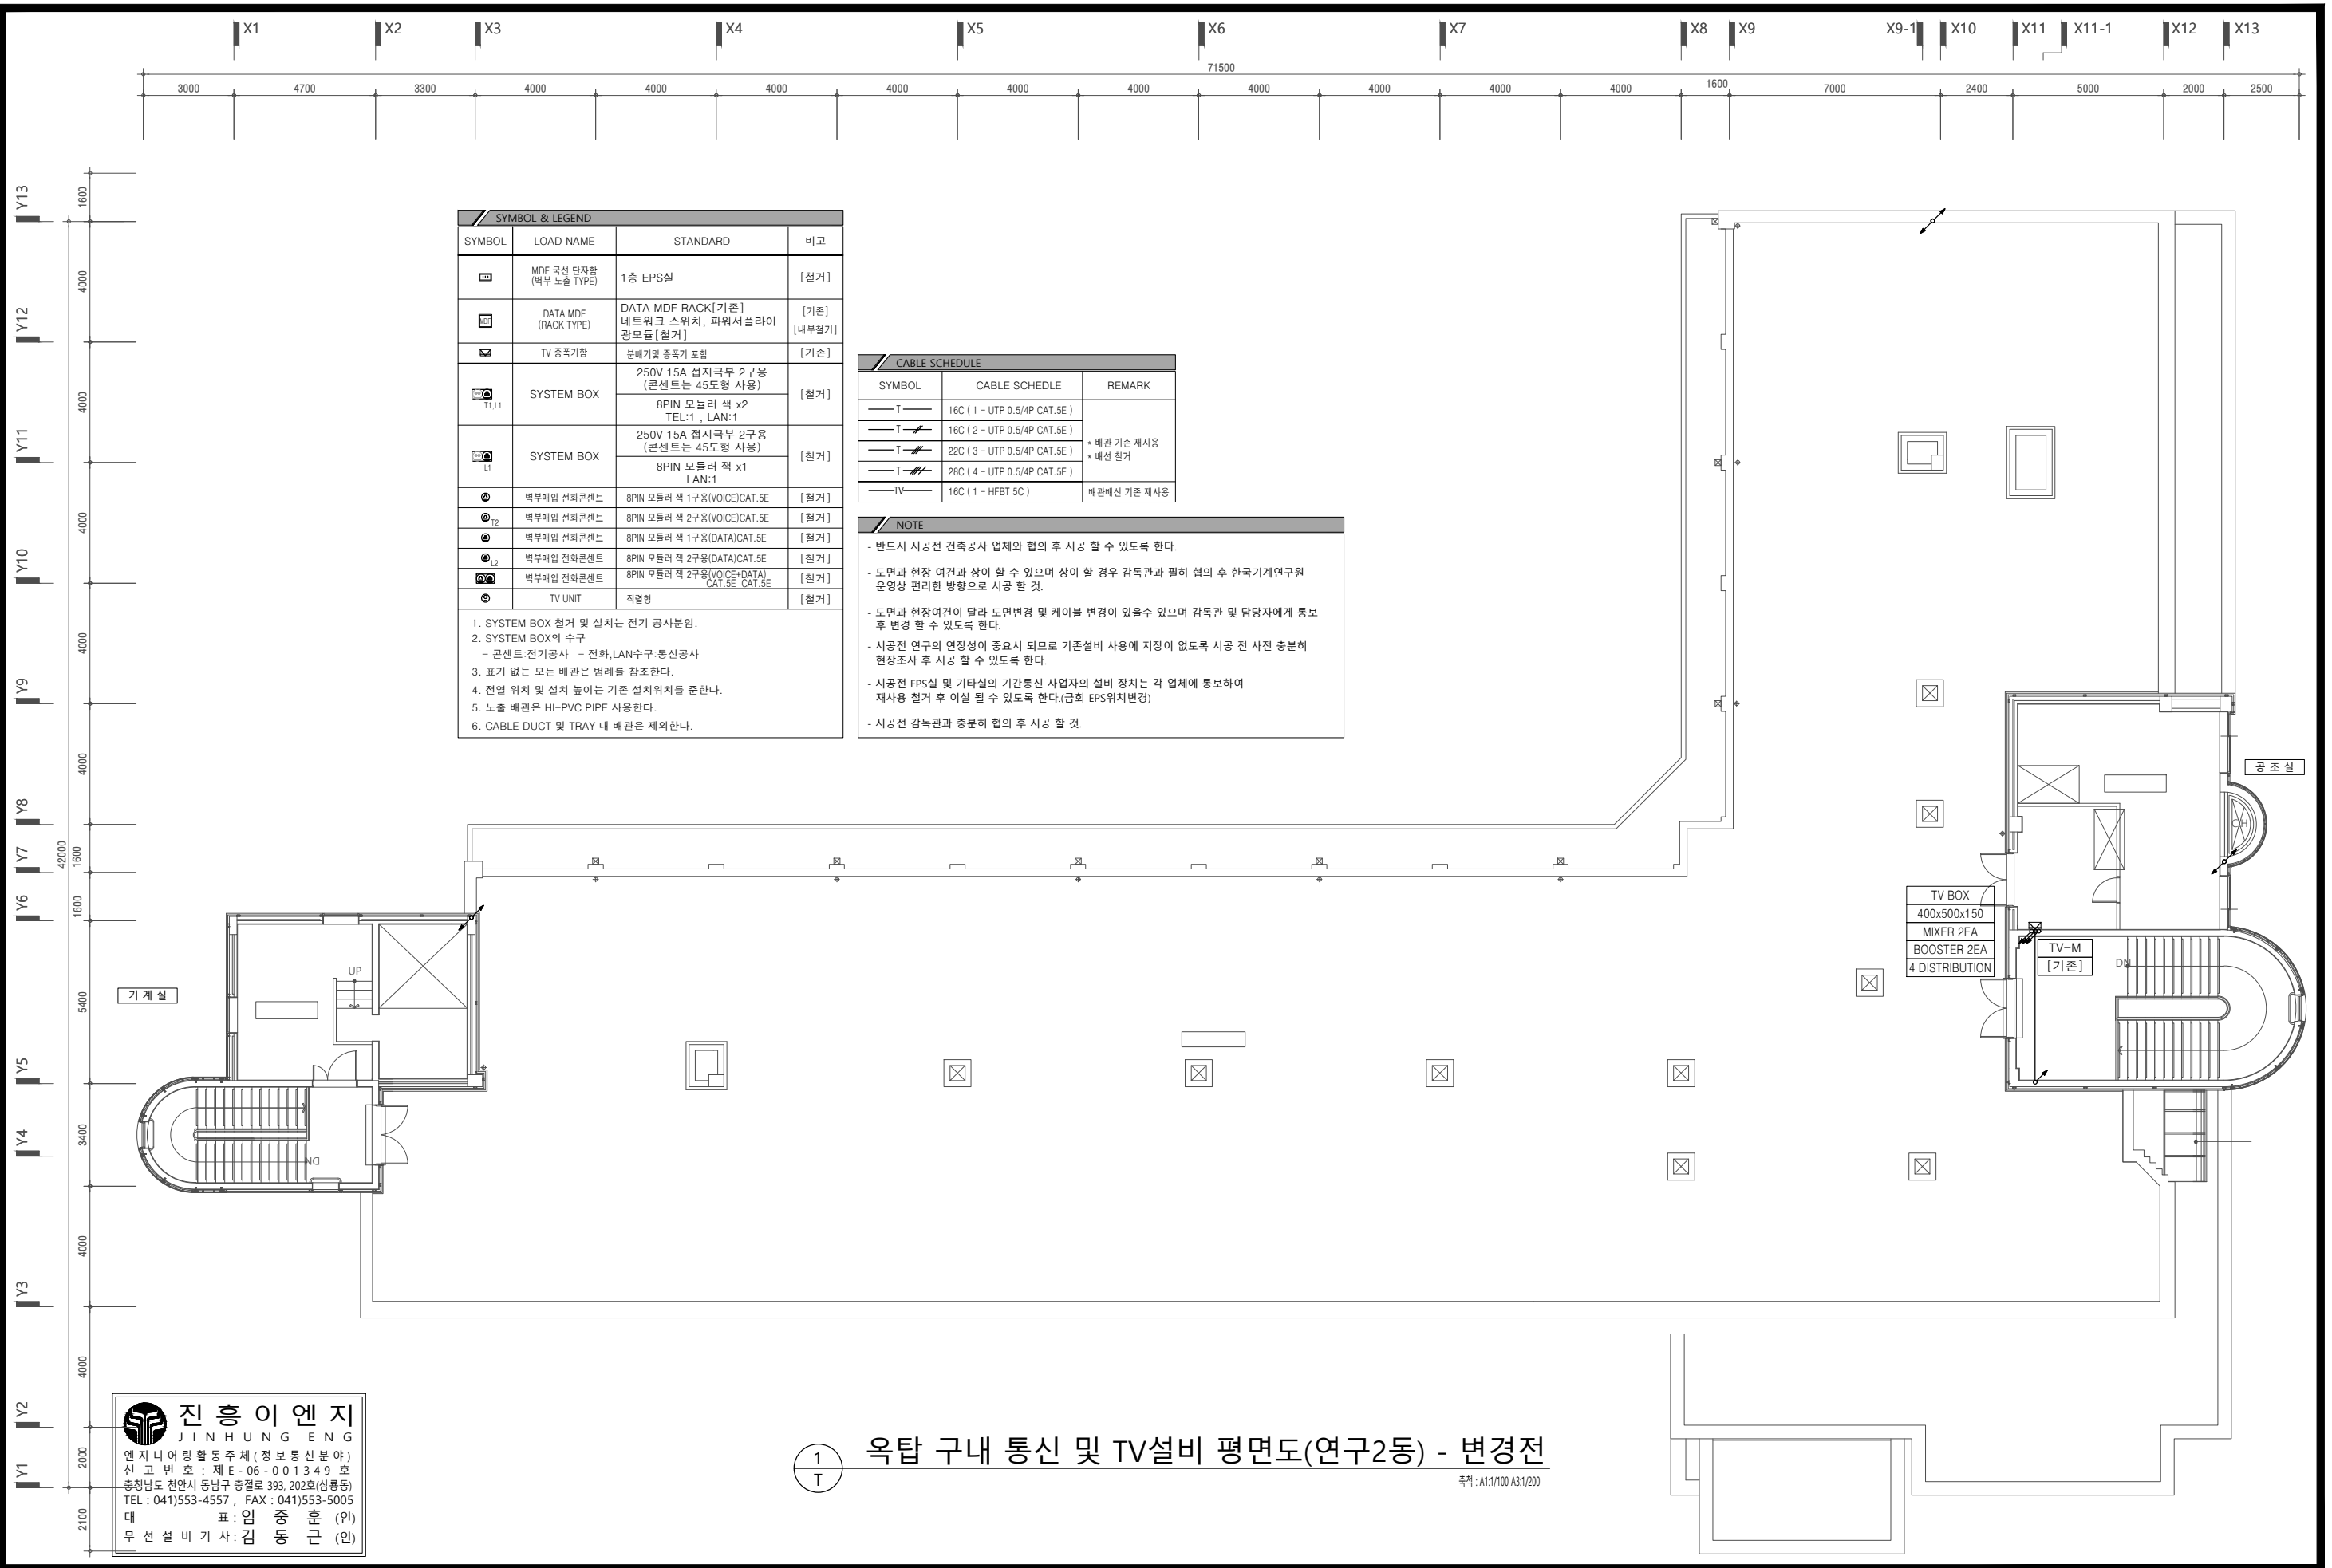 X1 X2 X3 X4 X5 X6 X7 X8 X9 X9-1 X10 X11 X11-1 X12 X13
71500
3000 4700 3300 4000 4000 4000 4000 4000 4000 4000 4000 4000 4000 1600 7000 2400 5000 2000 2500
Y13
1600
4000
Y12
4000
Y11
4000
Y10
4000
Y9
4000
Y8
42000
1600
Y7
1600
Y6
5400
Y5
3400
Y4
4000
Y3
4000
Y2
2000
Y1
2100
SYMBOL & LEGEND
SYMBOL LOAD NAME STANDARD 비고
MDF 국선 단자함
(벽부 노출 TYPE) 1층 EPS실 [철거]
MDF DATA MDF
(RACK TYPE)
DATA MDF RACK[기존]
네트워크 스위치, 파워서플라이
광모듈[철거]
[기존]
[내부철거]
TV 증폭기함 분배기및 증폭기 포함 [기존]
T1,L1 SYSTEM BOX
250V 15A 접지극부 2구용
(콘센트는 45도형 사용)
8PIN 모듈러 잭 x2
TEL:1 , LAN:1
[철거]
L1 SYSTEM BOX
250V 15A 접지극부 2구용
(콘센트는 45도형 사용)
8PIN 모듈러 잭 x1
LAN:1
[철거]
벽부매입 전화콘센트 8PIN 모듈러 잭 1구용(VOICE)CAT.5E [철거]
T2 벽부매입 전화콘센트 8PIN 모듈러 잭 2구용(VOICE)CAT.5E [철거]
벽부매입 전화콘센트 8PIN 모듈러 잭 1구용(DATA)CAT.5E [철거]
L2 벽부매입 전화콘센트 8PIN 모듈러 잭 2구용(DATA)CAT.5E [철거]
벽부매입 전화콘센트 8PIN 모듈러 잭 2구용(VOICE+DATA)
CAT.5E CAT.5E [철거]
TV UNIT 직렬형 [철거]
1. SYSTEM BOX 철거 및 설치는 전기 공사분임.
2. SYSTEM BOX의 수구
- 콘센트:전기공사 - 전화,LAN수구:통신공사
3. 표기 없는 모든 배관은 범례를 참조한다.
4. 전열 위치 및 설치 높이는 기존 설치위치를 준한다.
5. 노출 배관은 HI-PVC PIPE 사용한다.
6. CABLE DUCT 및 TRAY 내 배관은 제외한다.
CABLE SCHEDULE
SYMBOL CABLE SCHEDLE REMARK
T 16C ( 1 - UTP 0.5/4P CAT.5E )
T 16C ( 2 - UTP 0.5/4P CAT.5E )
T 22C ( 3 - UTP 0.5/4P CAT.5E )
T 28C ( 4 - UTP 0.5/4P CAT.5E )
* 배관 기존 재사용
* 배선 철거
TV 16C ( 1 - HFBT 5C ) 배관배선 기존 재사용
NOTE
- 반드시 시공전 건축공사 업체와 협의 후 시공 할 수 있도록 한다.
- 도면과 현장 여건과 상이 할 수 있으며 상이 할 경우 감독관과 필히 협의 후 한국기계연구원
운영상 편리한 방향으로 시공 할 것.
- 도면과 현장여건이 달라 도면변경 및 케이블 변경이 있을수 있으며 감독관 및 담당자에게 통보
후 변경 할 수 있도록 한다.
- 시공전 연구의 연장성이 중요시 되므로 기존설비 사용에 지장이 없도록 시공 전 사전 충분히
현장조사 후 시공 할 수 있도록 한다.
- 시공전 EPS실 및 기타실의 기간통신 사업자의 설비 장치는 각 업체에 통보하여
재사용 철거 후 이설 될 수 있도록 한다.(금회 EPS위치변경)
- 시공전 감독관과 충분히 협의 후 시공 할 것.
공조실
OH
TV BOX
400x500x150
MIXER 2EA
BOOSTER 2EA
4 DISTRIBUTION
TV-M
[기존]
DN
UP
기계실
DN
진흥이엔지
JINHUNG ENG
엔지니어링활동주체(정보통신분야)
신고번호 : 제E-06-001349호
충청남도 천안시 동남구 충절로 393, 202호(삼룡동)
TEL : 041)553-4557 , FAX : 041)553-5005
대 표 : 임 중 훈 (인)
무선설비기사 : 김 동 근 (인)
1
T
옥탑 구내 통신 및 TV설비 평면도(연구2동) - 변경전
축척 : A1:1/100 A3:1/200